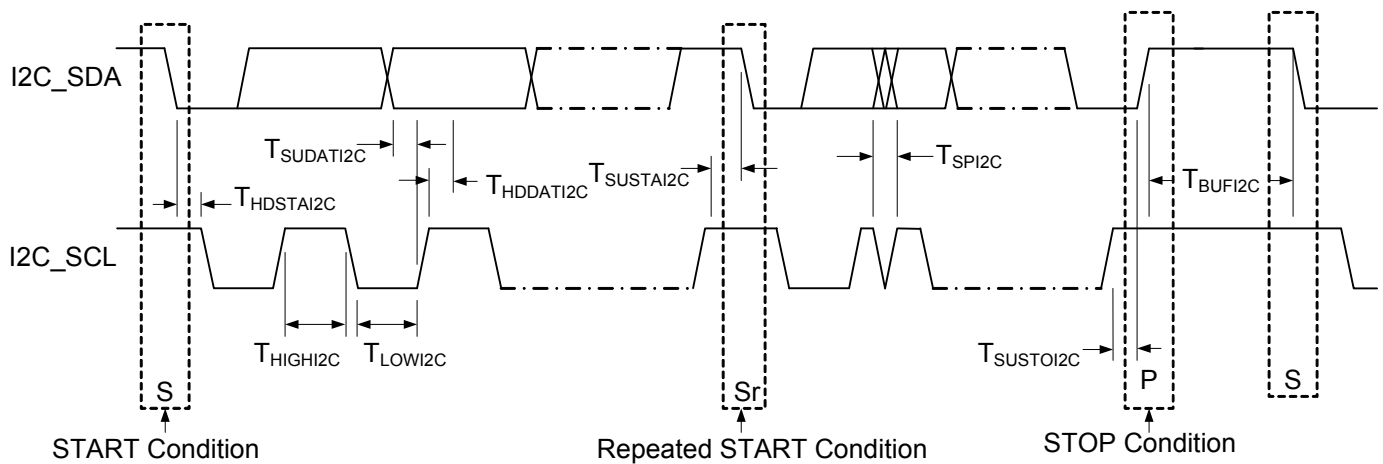 I2C_SDA
TSUDATI2C
THDDATI2C
TSUSTAI2C
TSPI2C
TBUFI2C
THDSTAI2C
I2C_SCL
THIGHI2C
TLOWI2C
TSUSTOI2C
S
Sr
P
S
START Condition
Repeated START Condition
STOP Condition